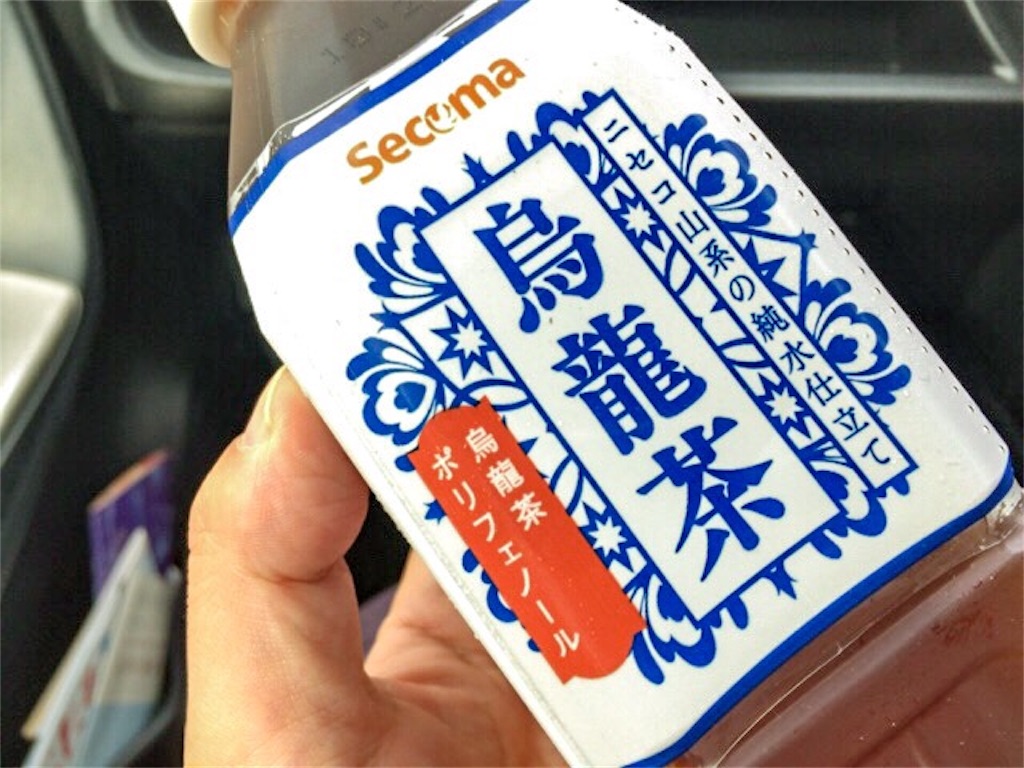 Secoma
ニセコ山系の純水仕立て
烏龍茶
烏龍茶
ポリフェノール